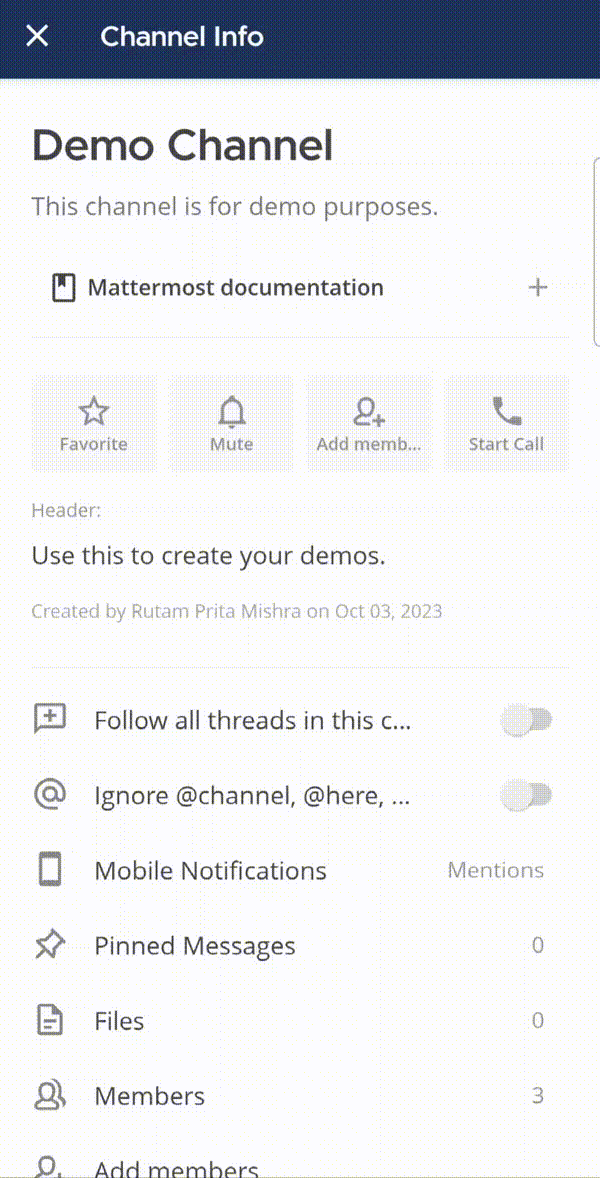 Channel Info
Demo Channel
This channel is for demo purposes.
Mattermost documentation
Favorite
Mute
Add memb...
Start Call
Header:
Use this to create your demos.
Created by Rutam Prita Mishra on Oct 03, 2023
Follow all threads in this c...
Ignore @channel, @here, ...
Mobile Notifications Mentions
Pinned Messages 0
Files 0
Members 3
Add members